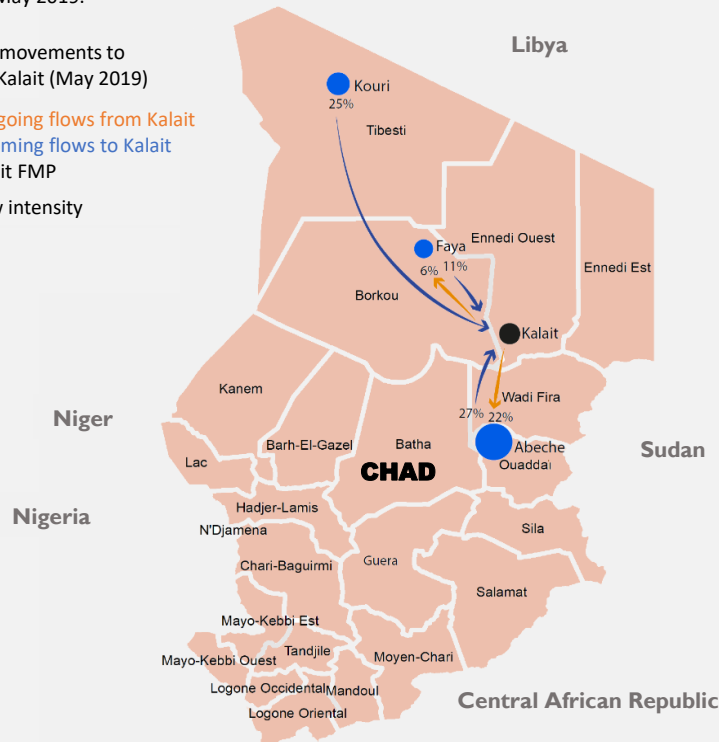 May 2019.
movements to
Kalait (May 2019)
going flows from Kalait
ming flows to Kalait
it FMP
intensity
Libya
Kouri
25%
Tibesti
Ennedi Ouest
Faya
6%
11%
Ennedi Est
Borkou
Kalait
Kanem
Wadi Fira
27%
22%
Niger
Barh-El-Gazel
Batha
Abeche
Sudan
Lac
CHAD
Ouaddaï
Hadjer-Lamis
Nigeria
N'Djamena
Sila
Chari-Baguirmi
Guera
Salamat
Mayo-Kebbi Est
Tandjile
Mayo-Kebbi Ouest
Moyen-Chari
Logone Occidental
Mandoul
Central African Republic
Logone Oriental